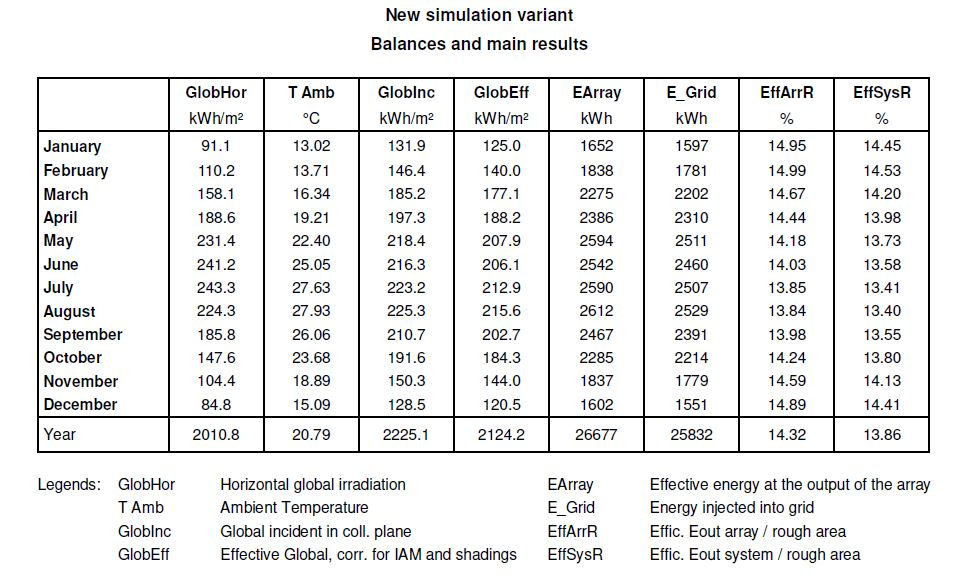 New simulation variant
Balances and main results
GlobHor T Amb GlobInc GlobEff EArray E_Grid EffArrR EffSysR
kWh/m² °C kWh/m² kWh/m² kWh kWh % %
January 91.1 13.02 131.9 125.0 1652 1597 14.95 14.45
February 110.2 13.71 146.4 140.0 1838 1781 14.99 14.53
March 158.1 16.34 185.2 177.1 2275 2202 14.67 14.20
April 188.6 19.21 197.3 188.2 2386 2310 14.44 13.98
May 231.4 22.40 218.4 207.9 2594 2511 14.18 13.73
June 241.2 25.05 216.3 206.1 2542 2460 14.03 13.58
July 243.3 27.63 223.2 212.9 2590 2507 13.85 13.41
August 224.3 27.93 225.3 215.6 2612 2529 13.84 13.40
September 185.8 26.06 210.7 202.7 2467 2391 13.98 13.55
October 147.6 23.68 191.6 184.3 2285 2214 14.24 13.80
November 104.4 18.89 150.3 144.0 1837 1779 14.59 14.13
December 84.8 15.09 128.5 120.5 1602 1551 14.89 14.41
Year 2010.8 20.79 2225.1 2124.2 26677 25832 14.32 13.86
Legends: GlobHor Horizontal global irradiation EArray Effective energy at the output of the array
T Amb Ambient Temperature E_Grid Energy injected into grid
GlobInc Global incident in coll. plane EffArrR Effic. Eout array / rough area
GlobEff Effective Global, corr. for IAM and shadings EffSysR Effic. Eout system / rough area